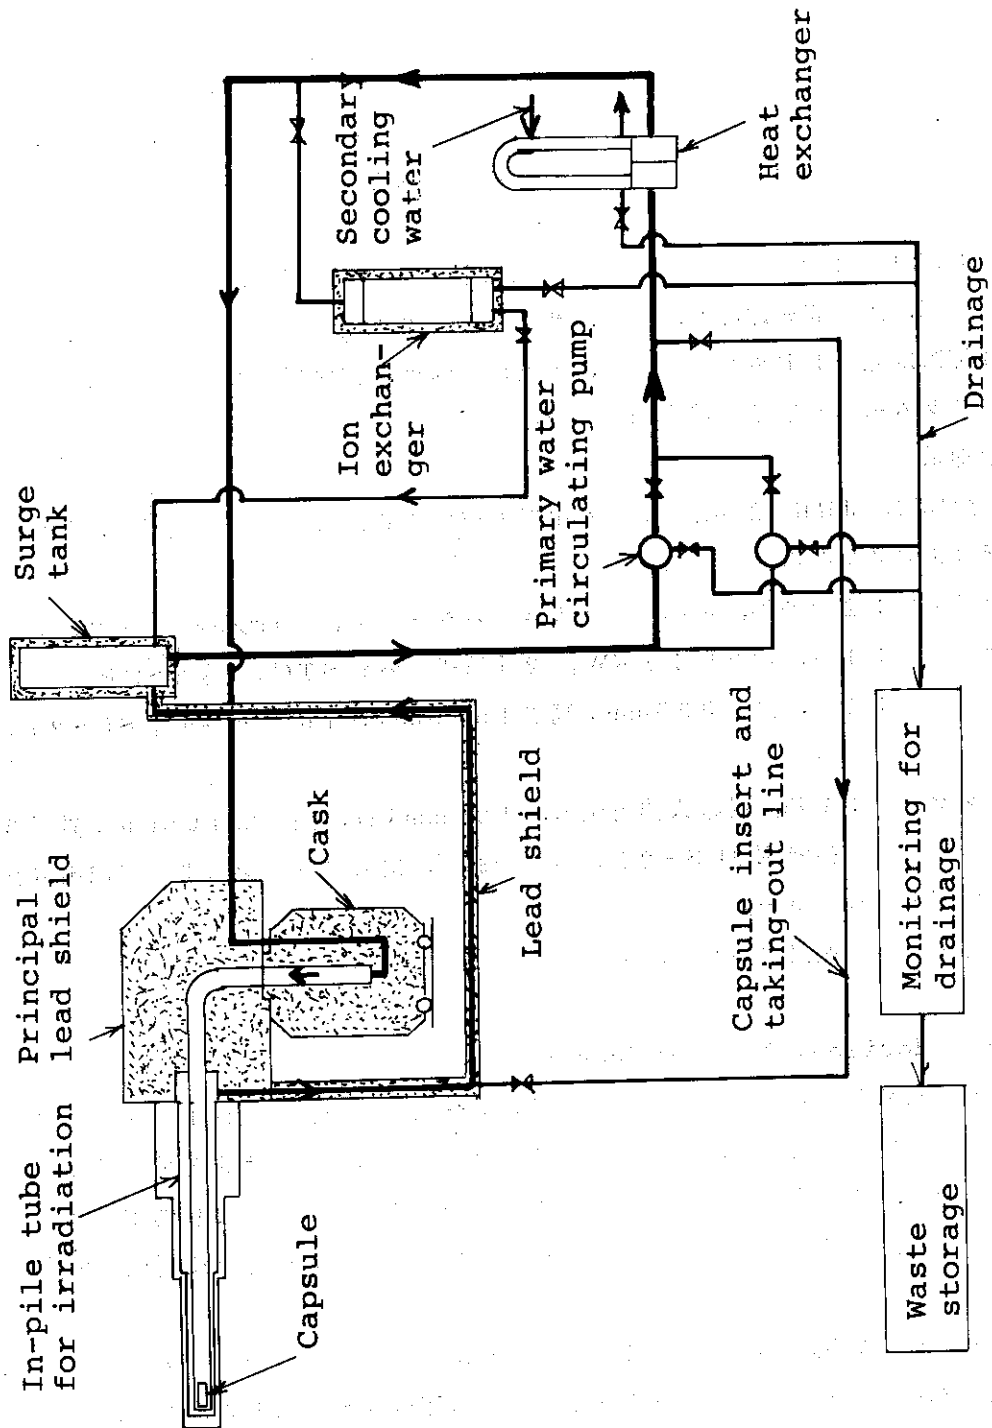 In-pile tube
for irradiation
Principal
lead shield
Surge
tank
Capsule
Cask
Lead shield
Ion
exchan-
ger
Secondary
cooling
water
Primary water
circulating pump
Heat
exchanger
Capsule insert and
taking-out line
Drainage
Waste
storage
Monitoring for
drainage